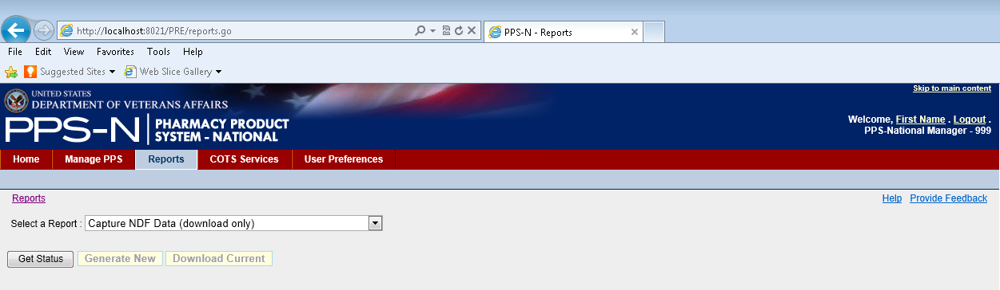 http://localhost:8021/PRE/reports.go
PPS-N - Reports
File Edit View Favorites Tools Help
Suggested Sites Web Slice Gallery
Skip to main content
UNITED STATES
DEPARTMENT OF VETERANS AFFAIRS
PPS-N PHARMACY PRODUCT
SYSTEM - NATIONAL
Welcome, First Name . Logout .
PPS-National Manager - 999
Home Manage PPS Reports COTS Services User Preferences
Reports Help Provide Feedback
Select a Report : Capture NDF Data (download only)
Get Status Generate New Download Current